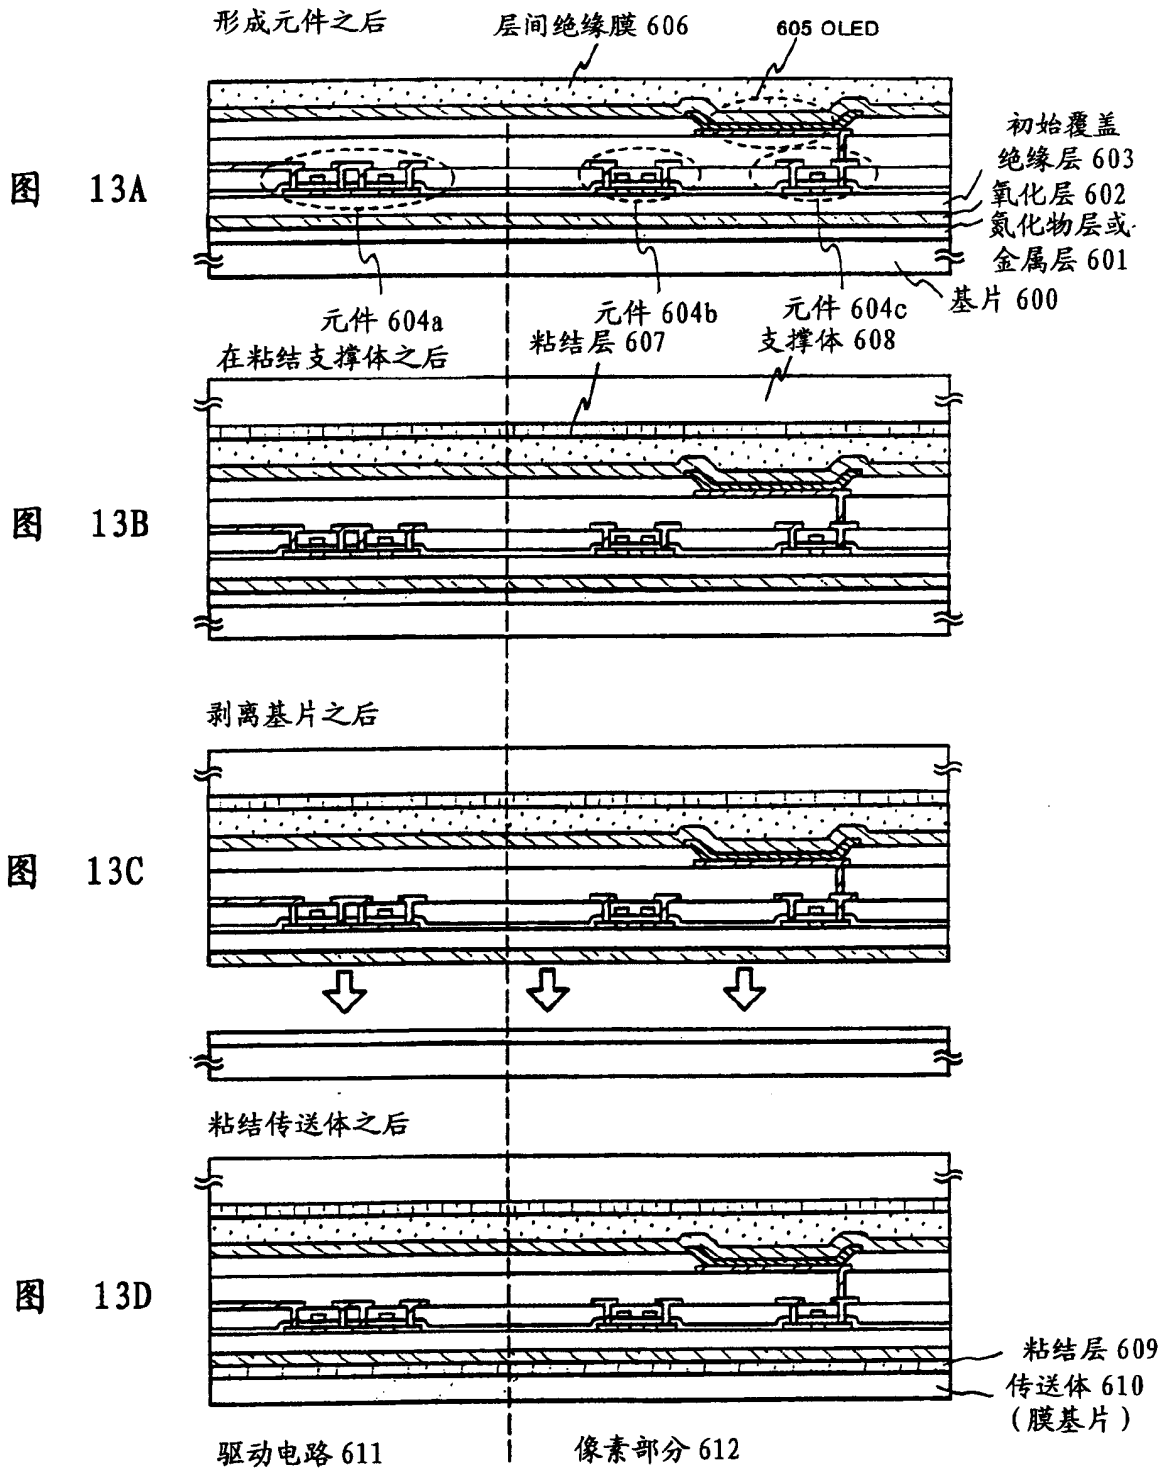 形成元件之后
层间绝缘膜 606
605 OLED
初始覆盖
绝缘层 603
氧化层 602
氮化物层或
金属层 601
基片 600
图 13A
元件 604a
元件 604b
元件 604c
在粘结支撑体之后
粘结层 607
支撑体 608
图 13B
剥离基片之后
图 13C
粘结传送体之后
图 13D
粘结层 609
传送体 610
(膜基片)
驱动电路 611
像素部分 612